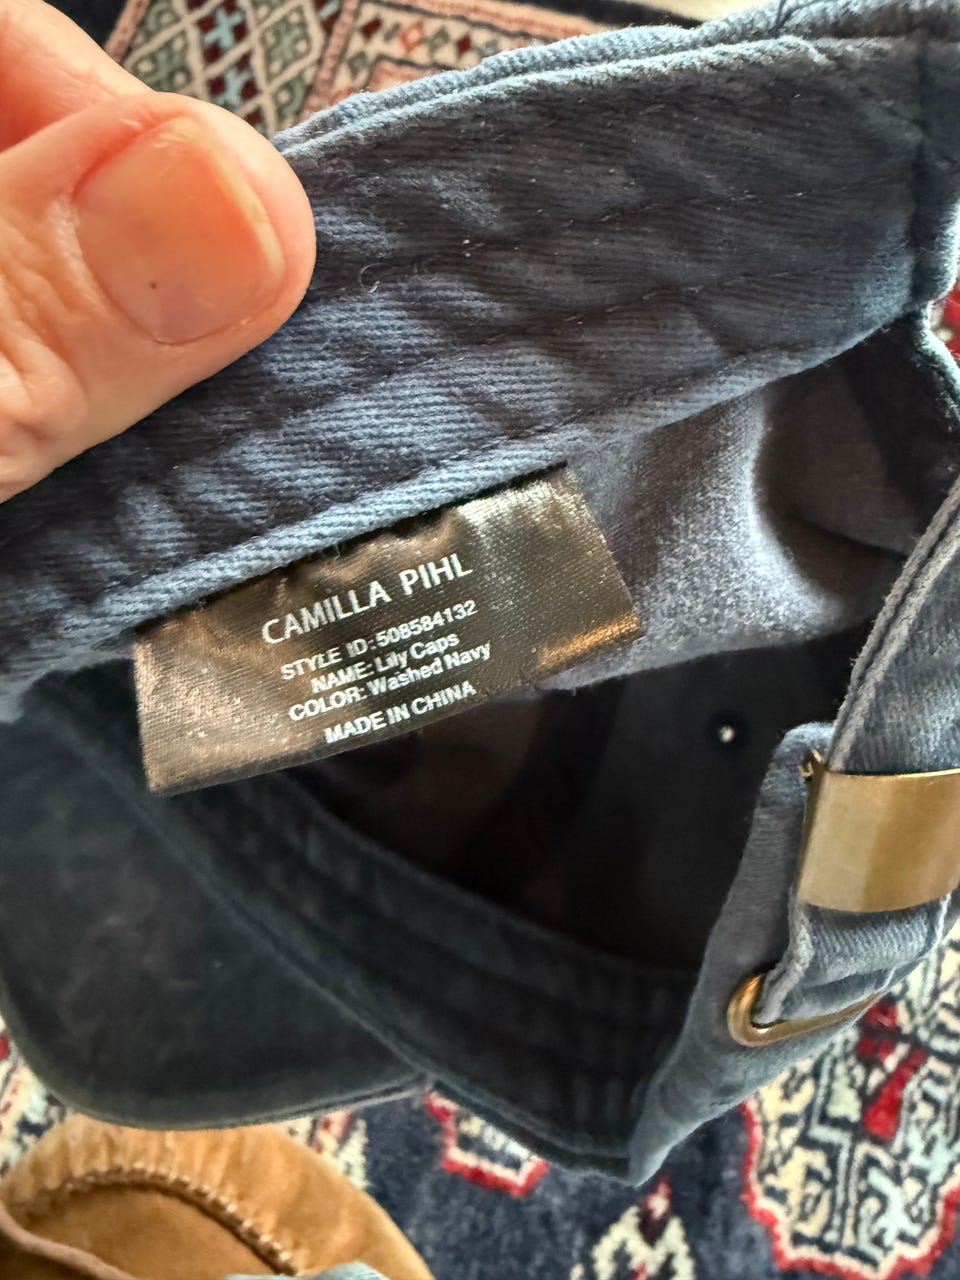 CAMILLA PIHL
STYLE ID:508584132
NAME: Lily Caps
COLOR: Washed Navy
MADE IN CHINA